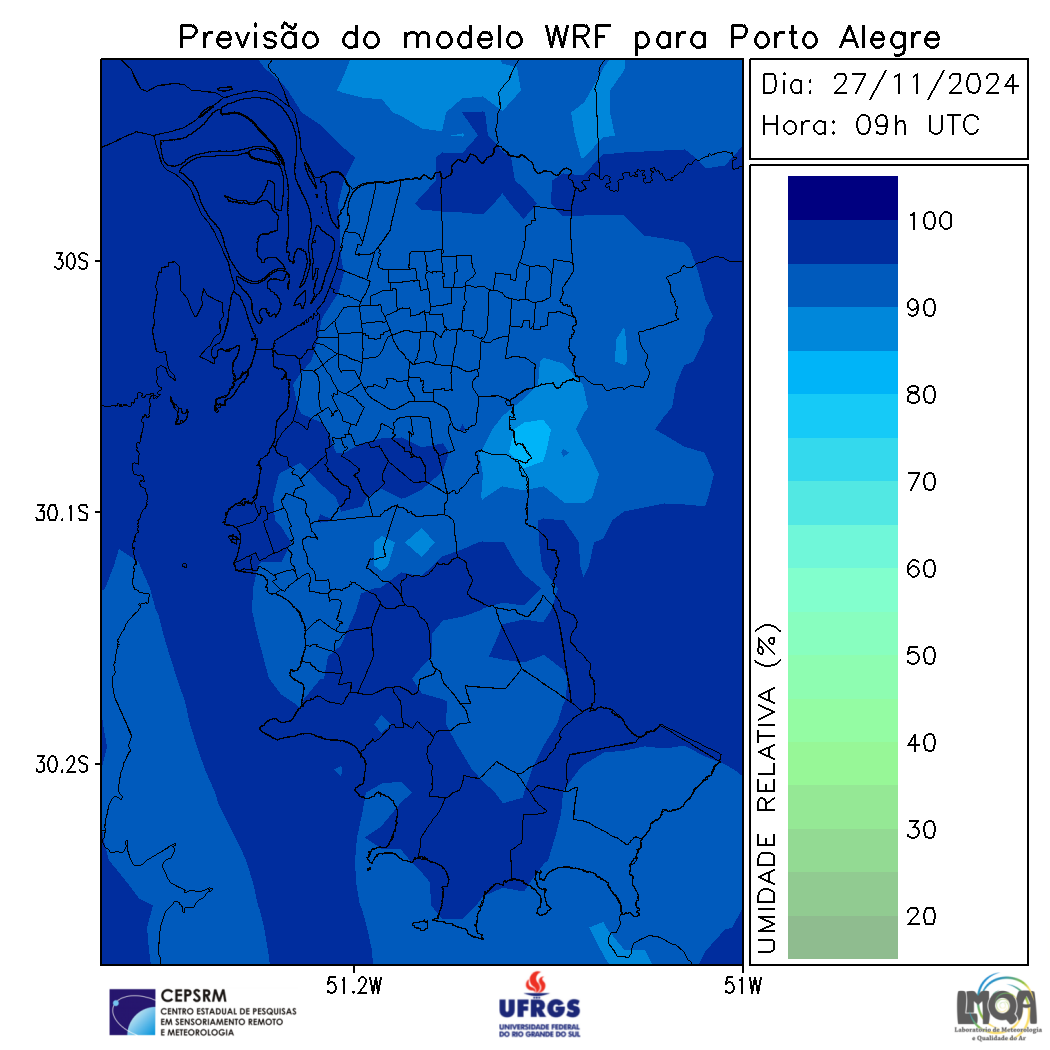 Previsão do modelo WRF para Porto Alegre
Dia: 27/11/2024
Hora: 09h UTC
30S
30.1S
30.2S
51.2W
51W
UMIDADE RELATIVA (%)
100
90
80
70
60
50
40
30
20
CEPSRM
CENTRO ESTADUAL DE PESQUISAS
EM SENSORIAMENTO REMOTO
E METEOROLOGIA
UFRGS
UNIVERSIDADE FEDERAL
DO RIO GRANDE DO SUL
LMQA
Laboratório de Meteorologia
e Qualidade do Ar